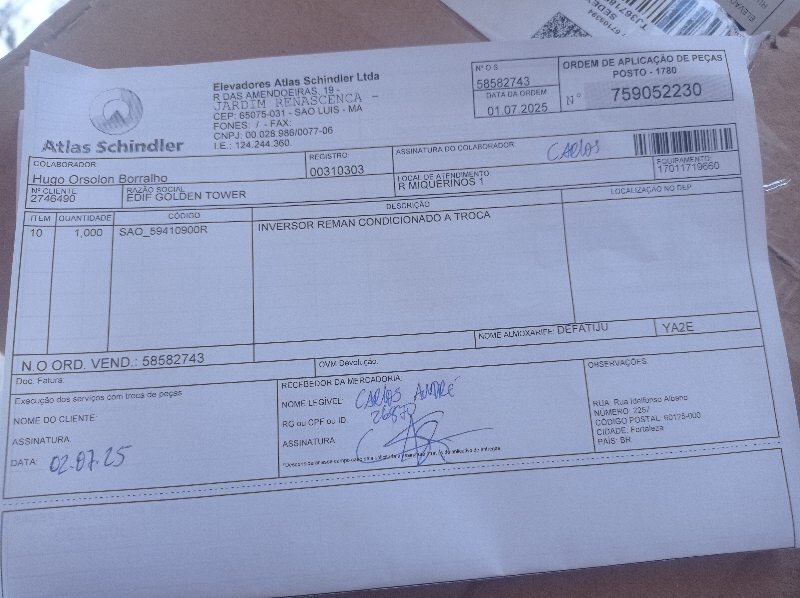 Elevadores Atlas Schindler Ltda
R DAS AMENDOEIRAS, 19 -
JARDIM RENASCENCA -
CEP: 65075-031 - SAO LUIS - MA
FONES: / - FAX:
CNPJ: 00.028.986/0077-06
I.E.: 124.244.360.
Atlas Schindler
Nº O.S.
58582743
DATA DA ORDEM
01.07.2025
ORDEM DE APLICAÇÃO DE PEÇAS
POSTO - 1780
Nº 759052230
COLABORADOR
Hugo Orsolon Borralho
REGISTRO:
00310303
ASSINATURA DO COLABORADOR
CARLOS
Nº CLIENTE
2746490
RAZÃO SOCIAL
EDIF GOLDEN TOWER
LOCAL DE ATENDIMENTO:
R MIQUERINOS 1
EQUIPAMENTO:
17011719660
ITEM QUANTIDADE CÓDIGO DESCRIÇÃO LOCALIZAÇÃO NO DEP
10 1,000 SAO_59410900R INVERSOR REMAN CONDICIONADO A TROCA
NOME ALMOXARIFE: DEFATIJU YA2E
N.O ORD. VEND.: 58582743
OVM Devolução:
Doc. Fatura:
Execução dos serviços com troca de peças
NOME DO CLIENTE:
ASSINATURA:
DATA: 02.07.25
RECEBEDOR DA MERCADORIA:
NOME LEGÍVEL: CARLOS ANDRÉ
RG ou CPF ou ID:
ASSINATURA
OBSERVAÇÕES:
RUA: Rua Idelfonso Albano
NÚMERO: 2257
CÓDIGO POSTAL: 60125-000
CIDADE: Fortaleza
PAÍS: BR